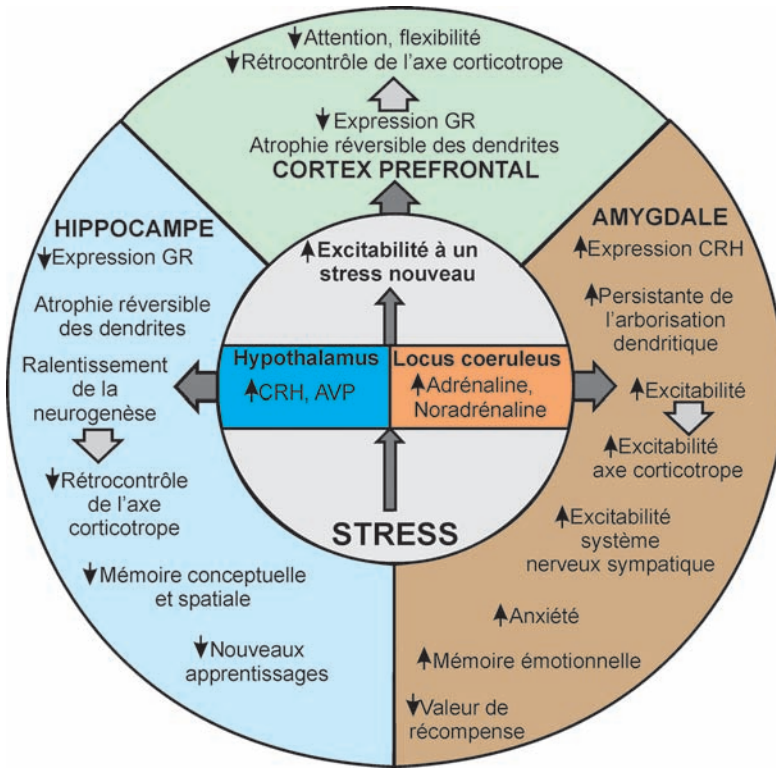 ↓Attention, flexibilité
↓Rétrocontrôle de l'axe corticotrope
↓Expression GR
Atrophie réversible des dendrites
CORTEX PREFRONTAL
HIPPOCAMPE
↓Expression GR
Atrophie réversible
des dendrites
Ralentissement
de la
neurogenèse
↓Rétrocontrôle
de l'axe
corticotrope
↓Mémoire conceptuelle
et spatiale
↓Nouveaux
apprentissages
↑Excitabilité à un
stress nouveau
Hypothalamus
↑CRH, AVP
Locus coeruleus
↑Adrénaline,
Noradrénaline
STRESS
AMYGDALE
↑Expression CRH
↑Persistante de
l'arborisation
dendritique
↑Excitabilité
↑Excitabilité
axe corticotrope
↑Excitabilité
système
nerveux sympatique
↑Anxiété
↑Mémoire émotionnelle
↓Valeur de
récompense